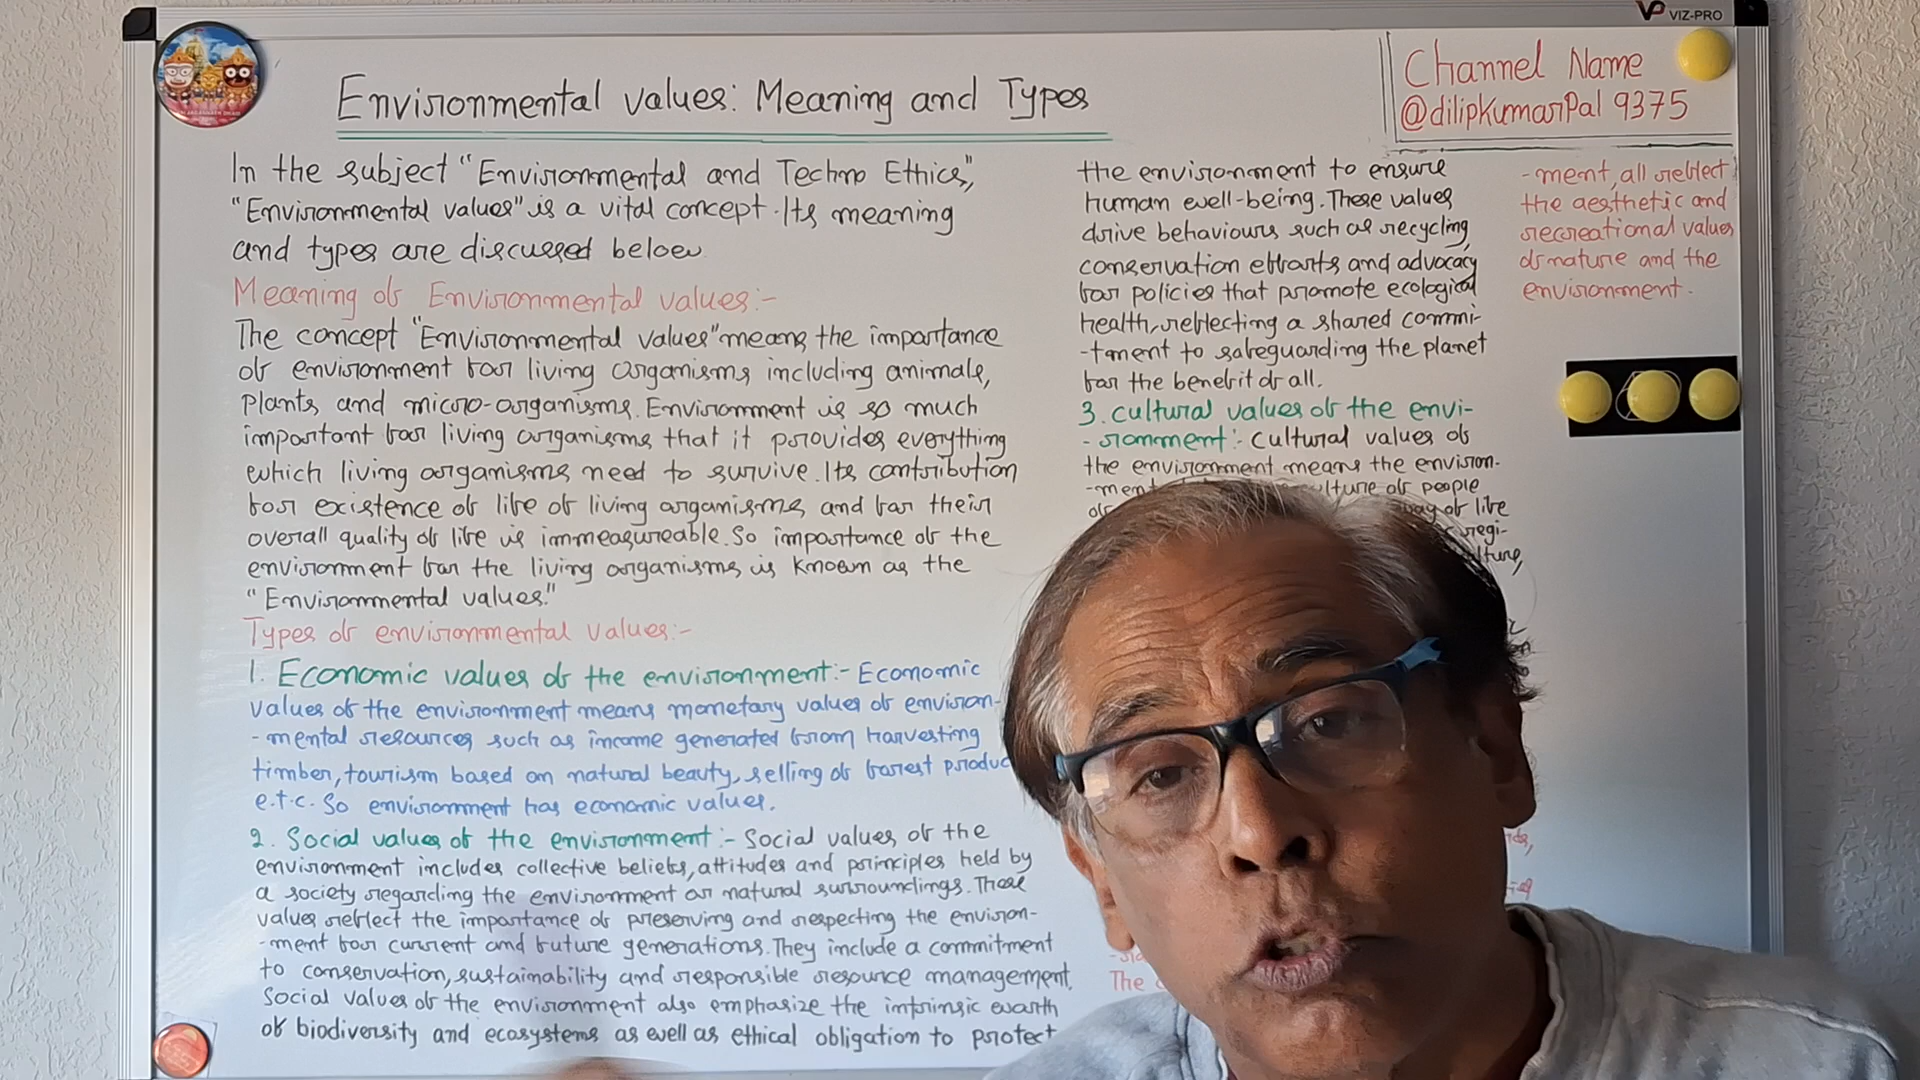 VIZ-PRO
Environmental values: Meaning and Types
Channel Name
@dilipKumarPal 9375
In the subject "Environmental and Techno Ethics,"
"Environmental values" is a vital concept. Its meaning
and types are discussed below
Meaning of Environmental values:-
The concept "Environmental values" means the importance
of environment for living organisms including animals,
Plants and micro-organisms. Environment is so much
important for living organisms that it provides everything
which living organisms need to survive. Its contribution
for existence of life of living organisms and for their
overall quality of life is immeasureable. So importance of the
environment for the living organisms is known as the
"Environmental values."
Types of environmental values:-
1. Economic values of the environment:- Economic
values of the environment means monetary values of environ-
-mental resources such as income generated from harvesting
timber, tourism based on natural beauty, selling of forest produc
e.t.c. So environment has economic values.
2. Social values of the environment:- Social values of the
environment includes collective beliefs, attitudes and principles held by
a society regarding the environment or natural surroundings. These
values reflect the importance of preserving and respecting the environ-
-ment for current and future generations. They include a commitment
to conservation, sustainability and responsible resource management.
Social values of the environment also emphasize the intrinsic worth
of biodiversity and ecosystems as well as ethical obligation to protect
the environment to ensure
human well-being. These values
drive behaviours such as recycling,
conservation efforts and advocacy
for policies that promote ecological
health, reflecting a shared commi-
-tment to safeguarding the planet
for the benefit of all.
3. Cultural values of the envi-
-ronment:- Cultural values of
the environment means the environ-
-ment culture of people
of way of life
regi-
The
-ment, all reflect
the aesthetic and
recreational values
of nature and the
environment.